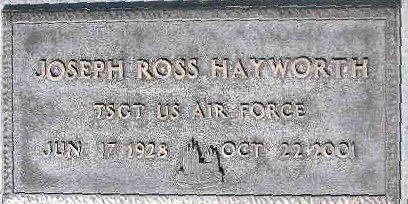 JOSEPH ROSS HAYWORTH
TSGT US AIR FORCE
JUN 17 1928 OCT 22 2001